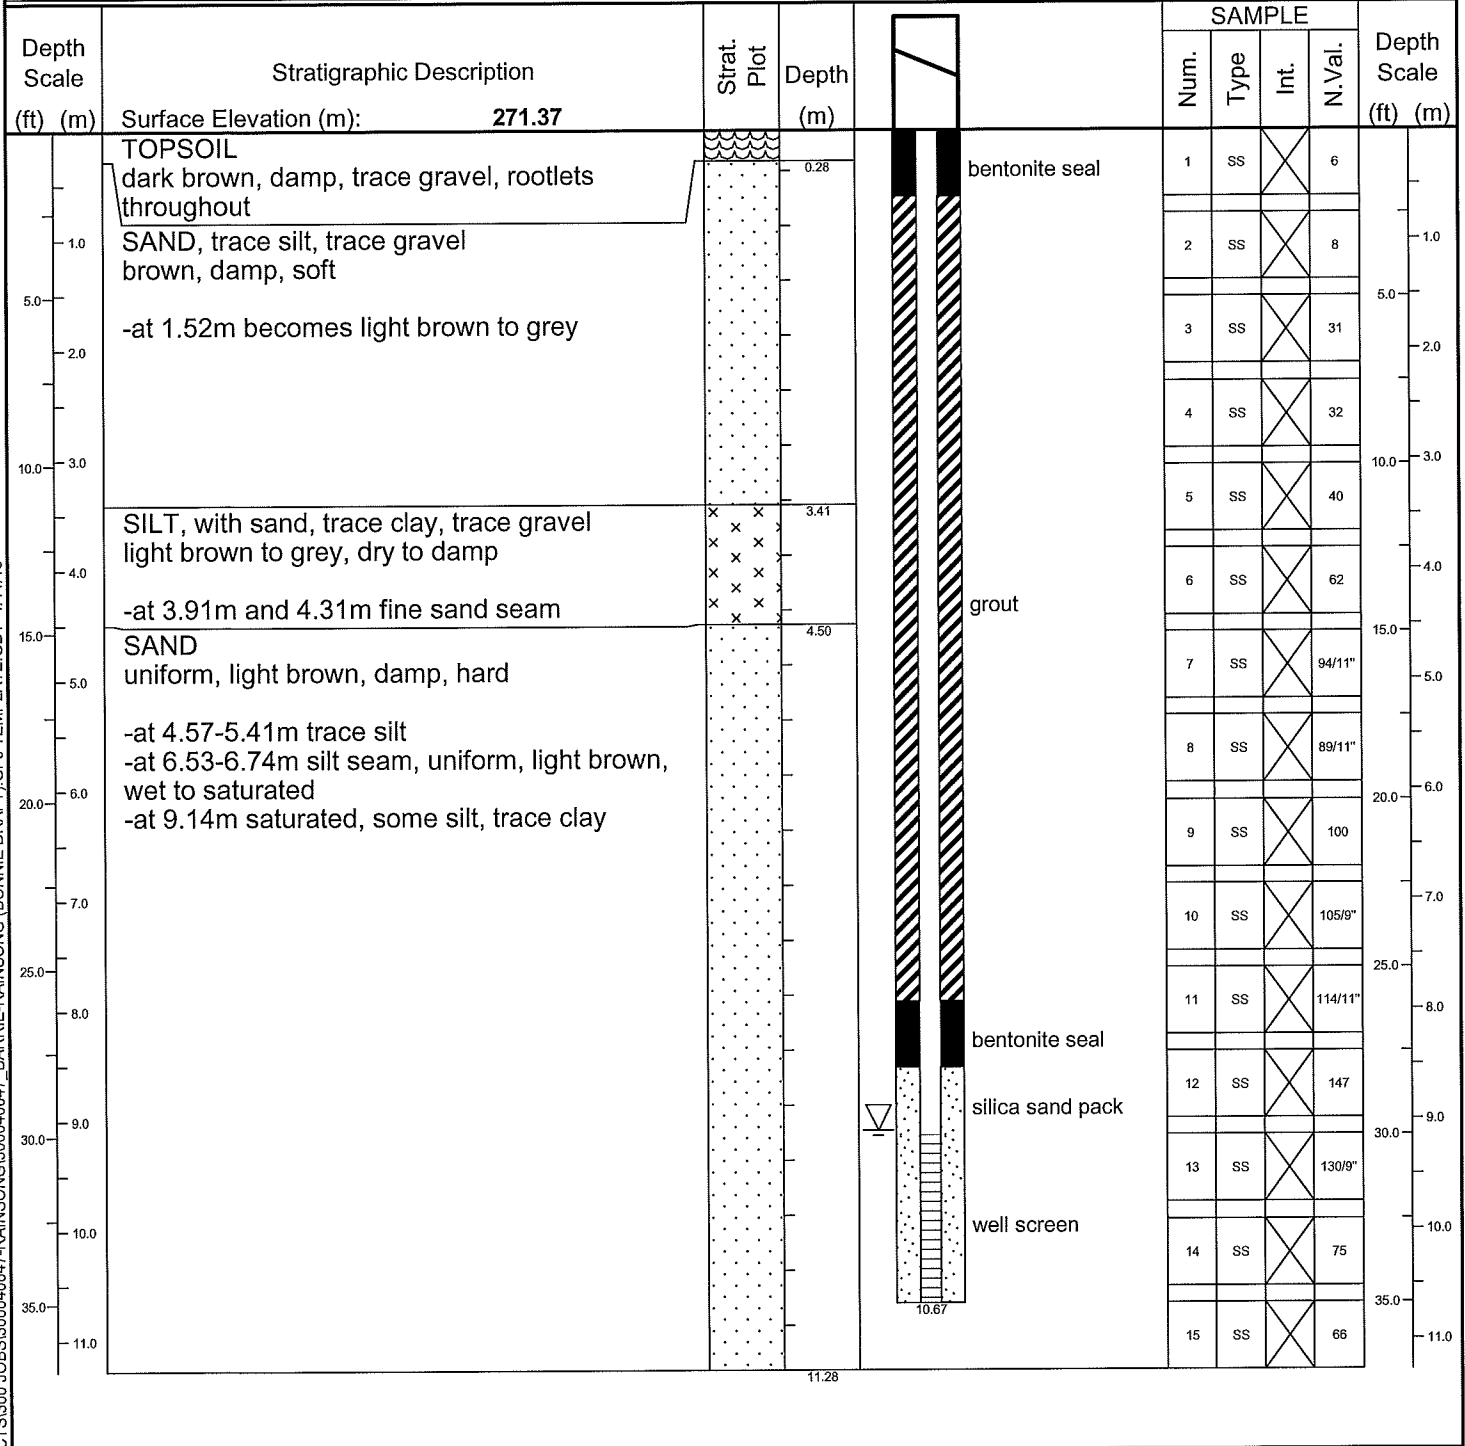 SAMPLE
Depth Scale
(ft) (m)
Stratigraphic Description
Surface Elevation (m): 271.37
Strat. Plot
Depth (m)
Num.
Type
Int.
N.Val.
Depth Scale
(ft) (m)
TOPSOIL
dark brown, damp, trace gravel, rootlets
throughout
SAND, trace silt, trace gravel
brown, damp, soft
-at 1.52m becomes light brown to grey
SILT, with sand, trace clay, trace gravel
light brown to grey, dry to damp
-at 3.91m and 4.31m fine sand seam
SAND
uniform, light brown, damp, hard
-at 4.57-5.41m trace silt
-at 6.53-6.74m silt seam, uniform, light brown,
wet to saturated
-at 9.14m saturated, some silt, trace clay
0.28
3.41
4.50
11.28
bentonite seal
grout
bentonite seal
silica sand pack
well screen
10.67
1 SS 6
2 SS 8
3 SS 31
4 SS 32
5 SS 40
6 SS 62
7 SS 94/11"
8 SS 89/11"
9 SS 100
10 SS 105/9"
11 SS 114/11"
12 SS 147
13 SS 130/9"
14 SS 75
15 SS 66
1.0
5.0
2.0
10.0
3.0
4.0
15.0
5.0
20.0
6.0
7.0
25.0
8.0
9.0
30.0
10.0
35.0
11.0
1.0
5.0
2.0
10.0
3.0
4.0
15.0
5.0
6.0
20.0
7.0
25.0
8.0
9.0
30.0
10.0
35.0
11.0